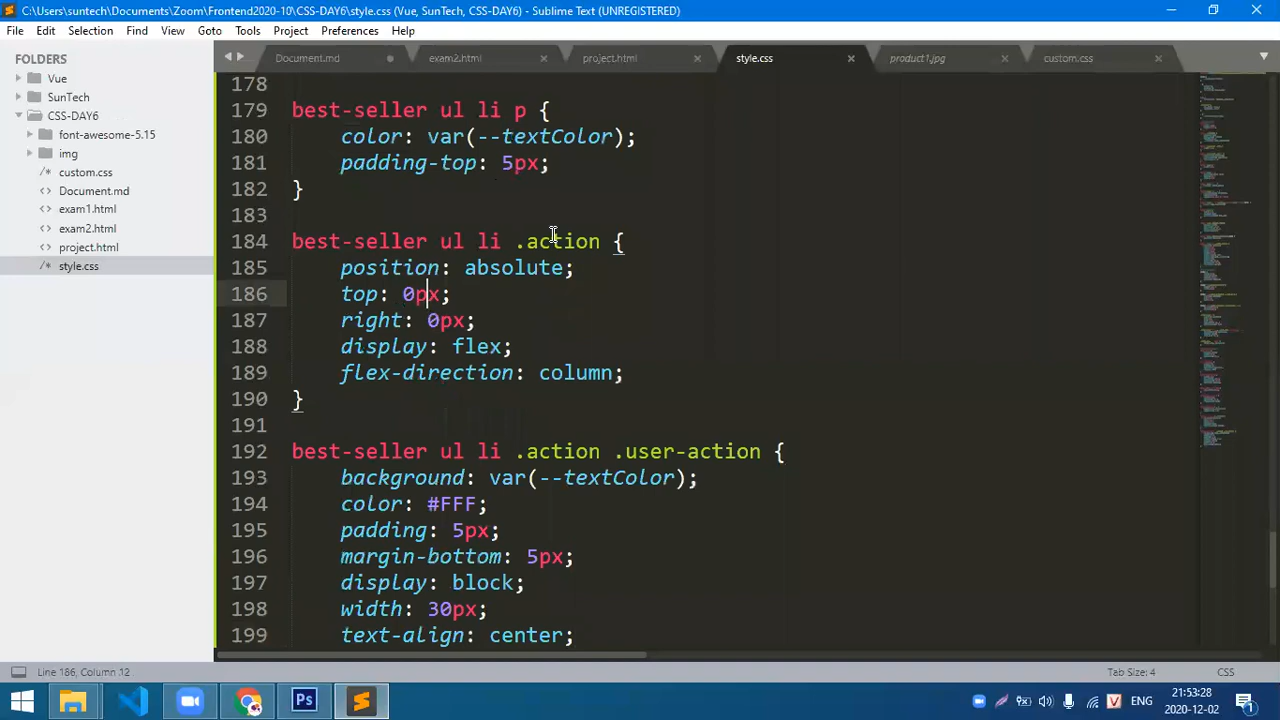 C:\Users\suntech\Documents\Zoom\Frontend2020-10\CSS-DAY6\style.css (Vue, SunTech, CSS-DAY6) - Sublime Text (UNREGISTERED)
File Edit Selection Find View Goto Tools Project Preferences Help
FOLDERS
Vue
SunTech
CSS-DAY6
font-awesome-5.15
img
custom.css
Document.md
exam1.html
exam2.html
project.html
style.css
Document.md exam2.html project.html style.css product1.jpg custom.css
178
179 best-seller ul li p {
180 color: var(--textColor);
181 padding-top: 5px;
182 }
183
184 best-seller ul li .action {
185 position: absolute;
186 top: 0px;
187 right: 0px;
188 display: flex;
189 flex-direction: column;
190 }
191
192 best-seller ul li .action .user-action {
193 background: var(--textColor);
194 color: #FFF;
195 padding: 5px;
196 margin-bottom: 5px;
197 display: block;
198 width: 30px;
199 text-align: center;
Line 186, Column 12 Tab Size: 4 CSS
Ps
V ENG
21:53:28
2020-12-02
1